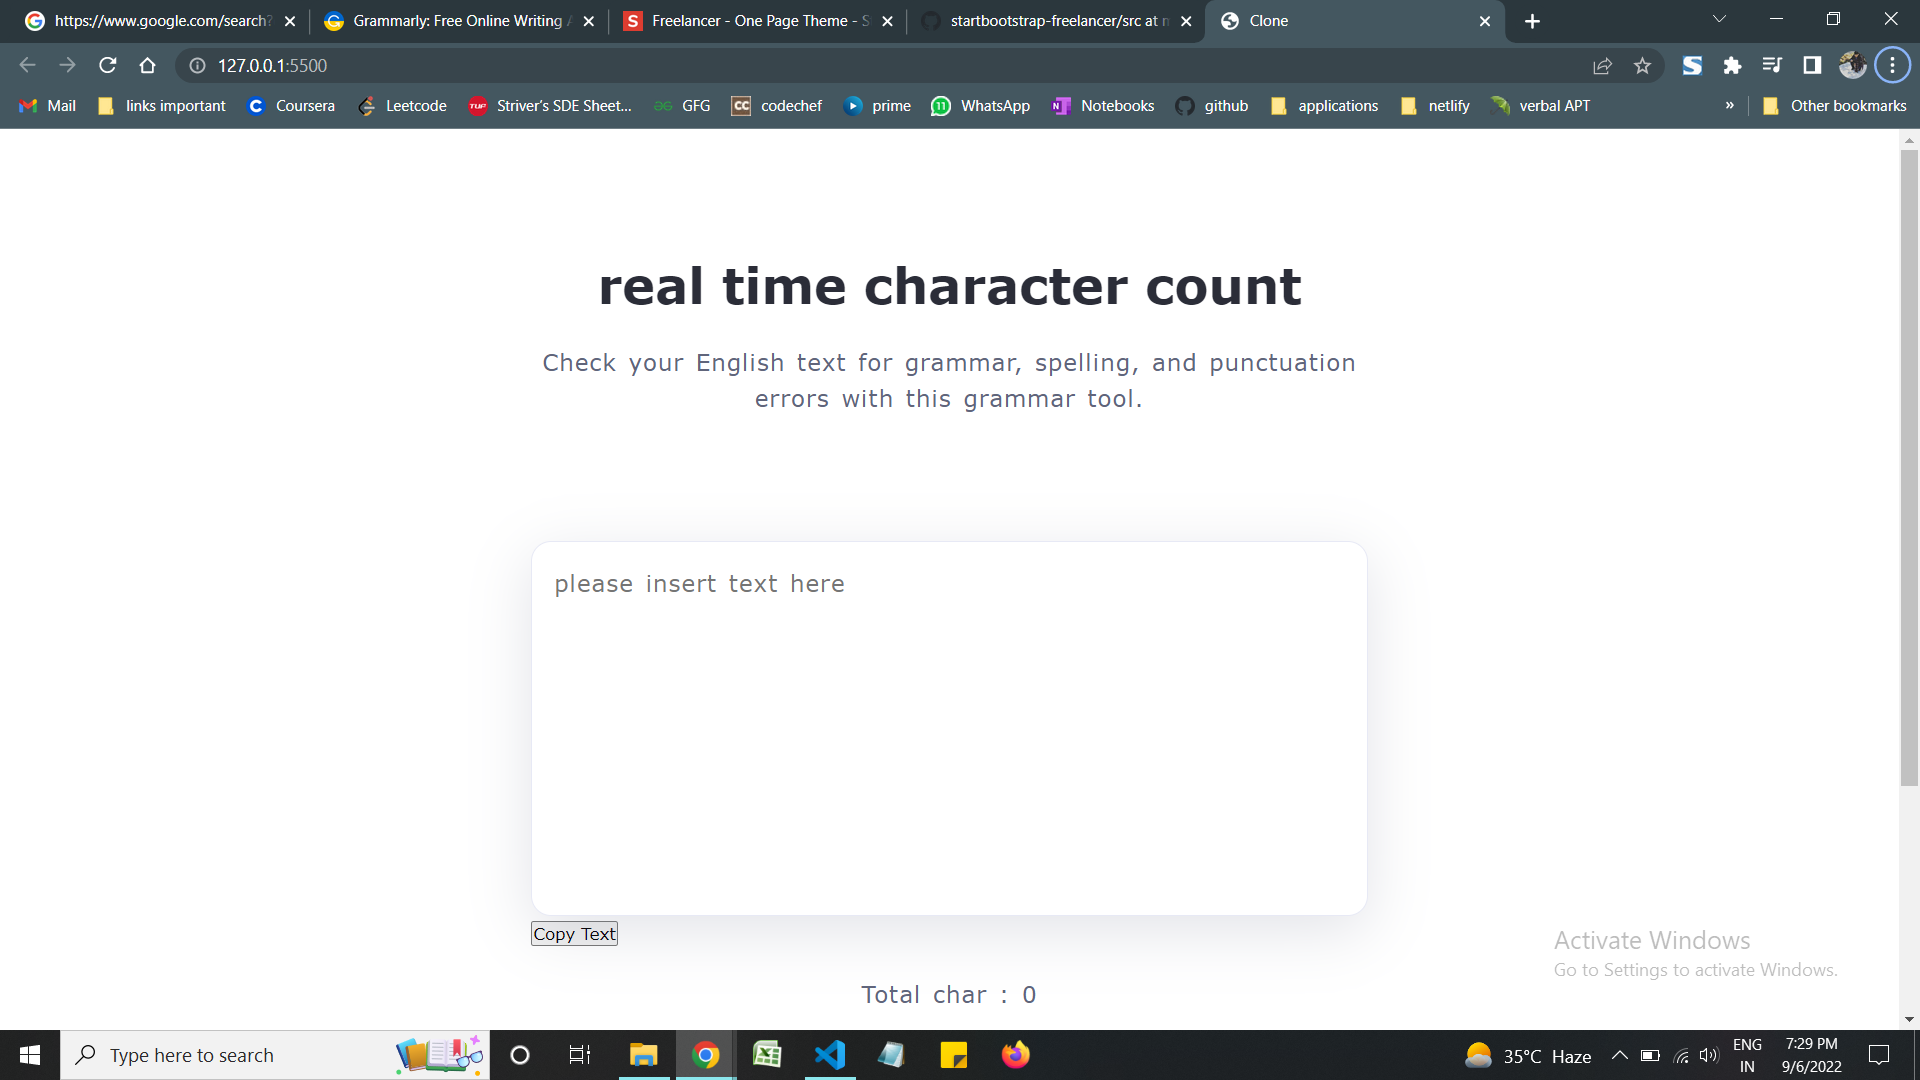 https://www.google.com/search?
Grammarly: Free Online Writing A
Freelancer - One Page Theme - S
startbootstrap-freelancer/src at m
Clone
127.0.0.1:5500
Mail
links important
Coursera
Leetcode
TUF
Striver's SDE Sheet...
GFG
CC
codechef
prime
11
WhatsApp
Notebooks
github
applications
netlify
verbal APT
»
Other bookmarks
real time character count
Check your English text for grammar, spelling, and punctuation
errors with this grammar tool.
please insert text here
Copy Text
Total char : 0
Activate Windows
Go to Settings to activate Windows.
Type here to search
35°C Haze
ENG
IN
7:29 PM
9/6/2022